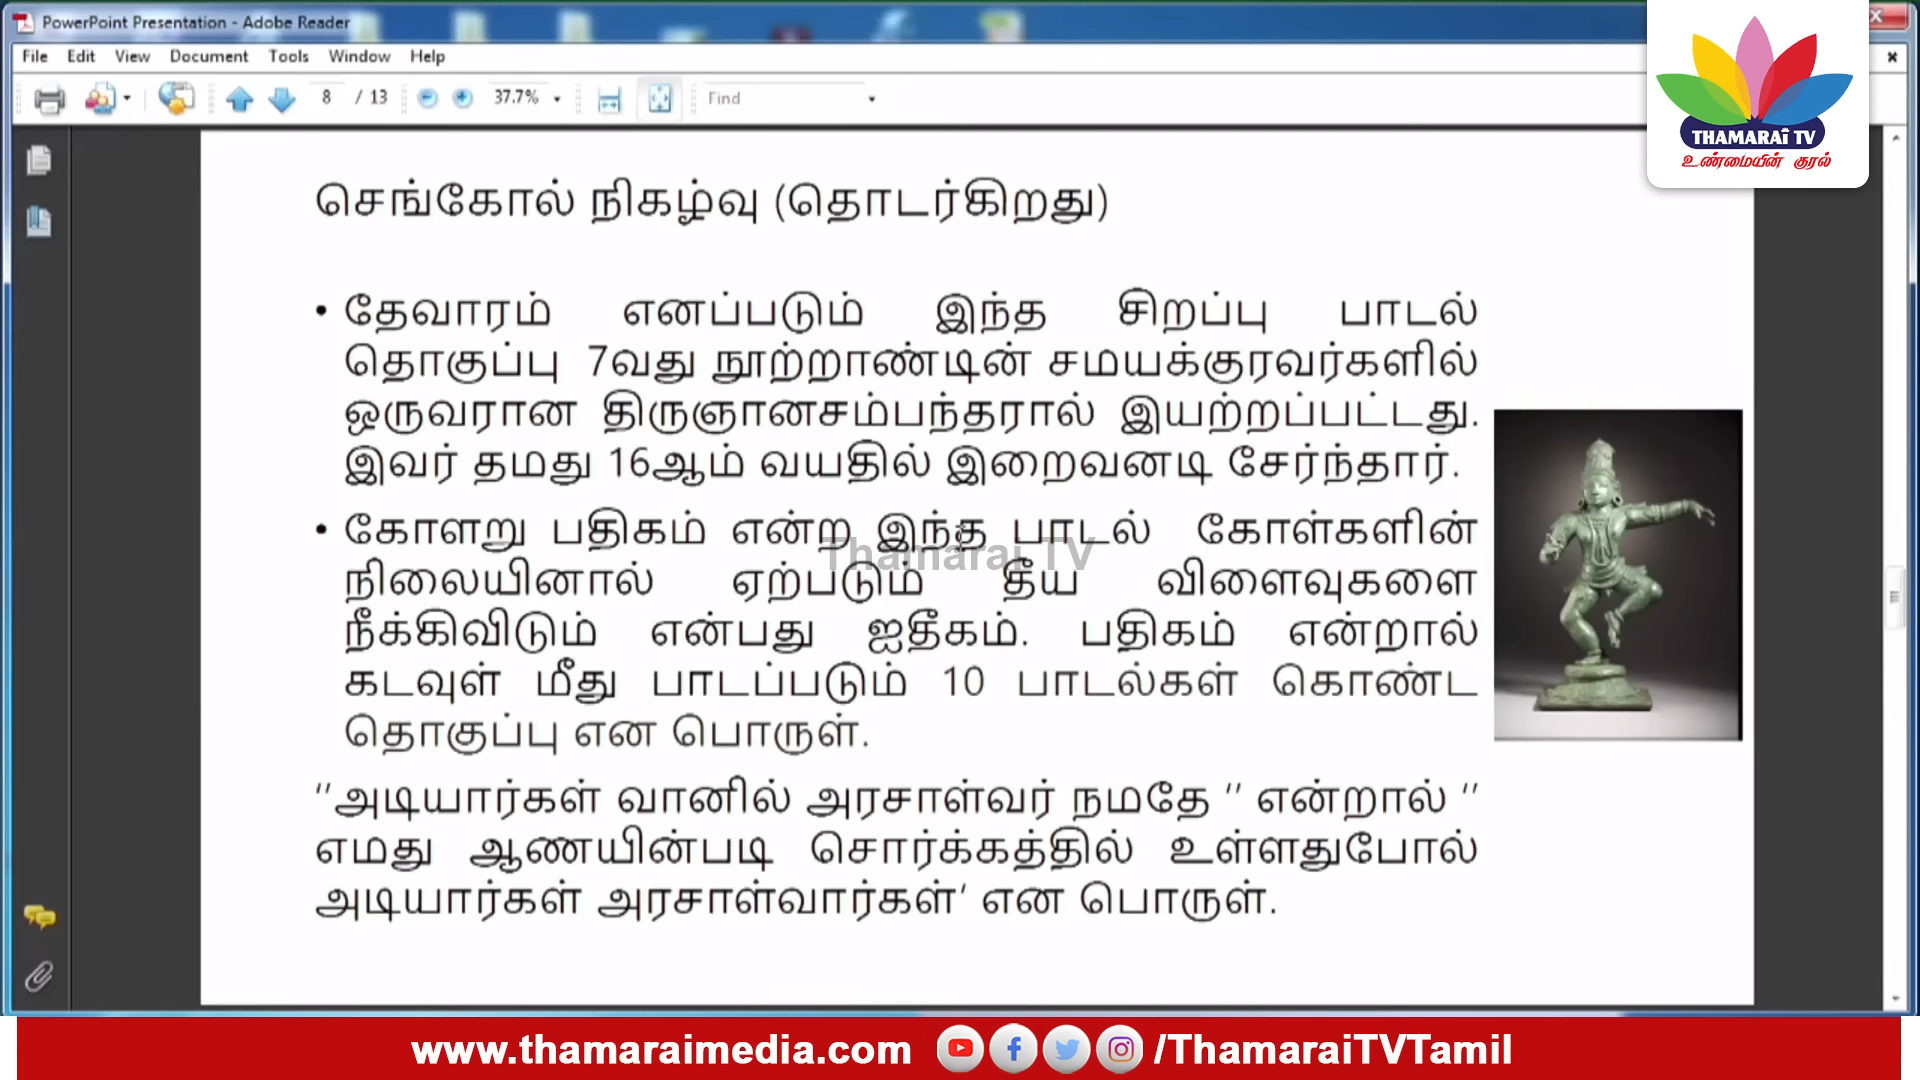 PowerPoint Presentation - Adobe Reader
File Edit View Document Tools Window Help
8 / 13 37.7% Find
THAMARAI TV
உண்மையின் குரல்
செங்கோல் நிகழ்வு (தொடர்கிறது)
• தேவாரம் எனப்படும் இந்த சிறப்பு பாடல்
தொகுப்பு 7வது நூற்றாண்டின் சமயக்குரவர்களில்
ஒருவரான திருஞானசம்பந்தரால் இயற்றப்பட்டது.
இவர் தமது 16ஆம் வயதில் இறைவனடி சேர்ந்தார்.
• கோளறு பதிகம் என்ற இந்த பாடல் கோள்களின்
Thamarai TV
நிலையினால் ஏற்படும் தீய விளைவுகளை
நீக்கிவிடும் என்பது ஐதீகம். பதிகம் என்றால்
கடவுள் மீது பாடப்படும் 10 பாடல்கள் கொண்ட
தொகுப்பு என பொருள்.
"அடியார்கள் வானில் அரசாள்வர் நமதே " என்றால் "
எமது ஆணயின்படி சொர்க்கத்தில் உள்ளதுபோல்
அடியார்கள் அரசாள்வார்கள்' என பொருள்.
www.thamaraimedia.com /ThamaraiTVTamil